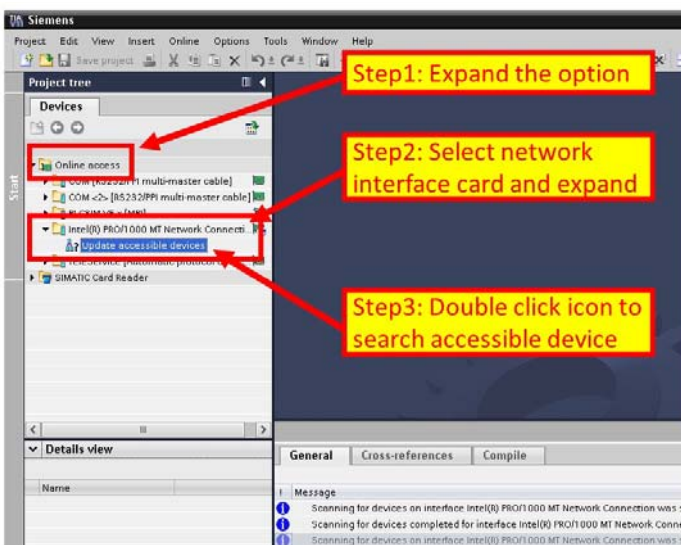 Siemens
Project Edit View Insert Online Options Tools Window Help
Save project
Step1: Expand the option
Project tree
Devices
Start
Step2: Select network
interface card and expand
Online access
COM [RS232/PPI multi-master cable]
COM <2> [RS232/PPI multi-master cable]
[MPI]
Intel(R) PRO/1000 MT Network Connecti...
Update accessible devices
TeleService [Automatic protocol
SIMATIC Card Reader
Step3: Double click icon to
search accessible device
Details view
Name
General Cross-references Compile
! Message
Scanning for devices on interface Intel(R) PRO/1000 MT Network Connection was
Scanning for devices completed for interface Intel(R) PRO/1000 MT Network Conne
Scanning for devices on interface Intel(R) PRO/1000 MT Network Connection was